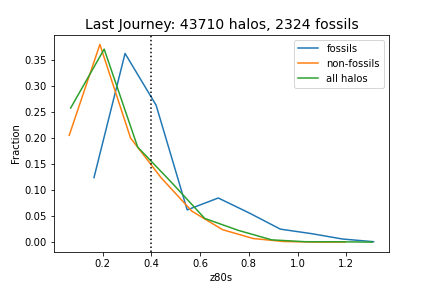 Last Journey: 43710 halos, 2324 fossils
fossils
non-fossils
all halos
Fraction
0.35
0.30
0.25
0.20
0.15
0.10
0.05
0.00
0.2 0.4 0.6 0.8 1.0 1.2
z80s